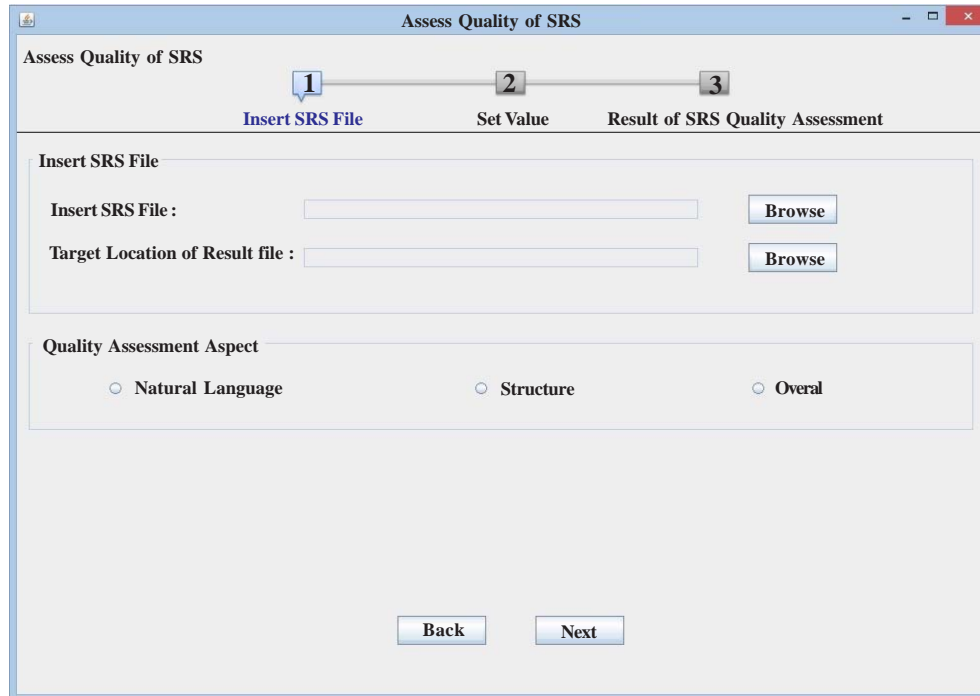 Assess Quality of SRS
Assess Quality of SRS
1 2 3
Insert SRS File Set Value Result of SRS Quality Assessment
Insert SRS File
Insert SRS File : Browse
Target Location of Result file : Browse
Quality Assessment Aspect
Natural Language Structure Overal
Back Next